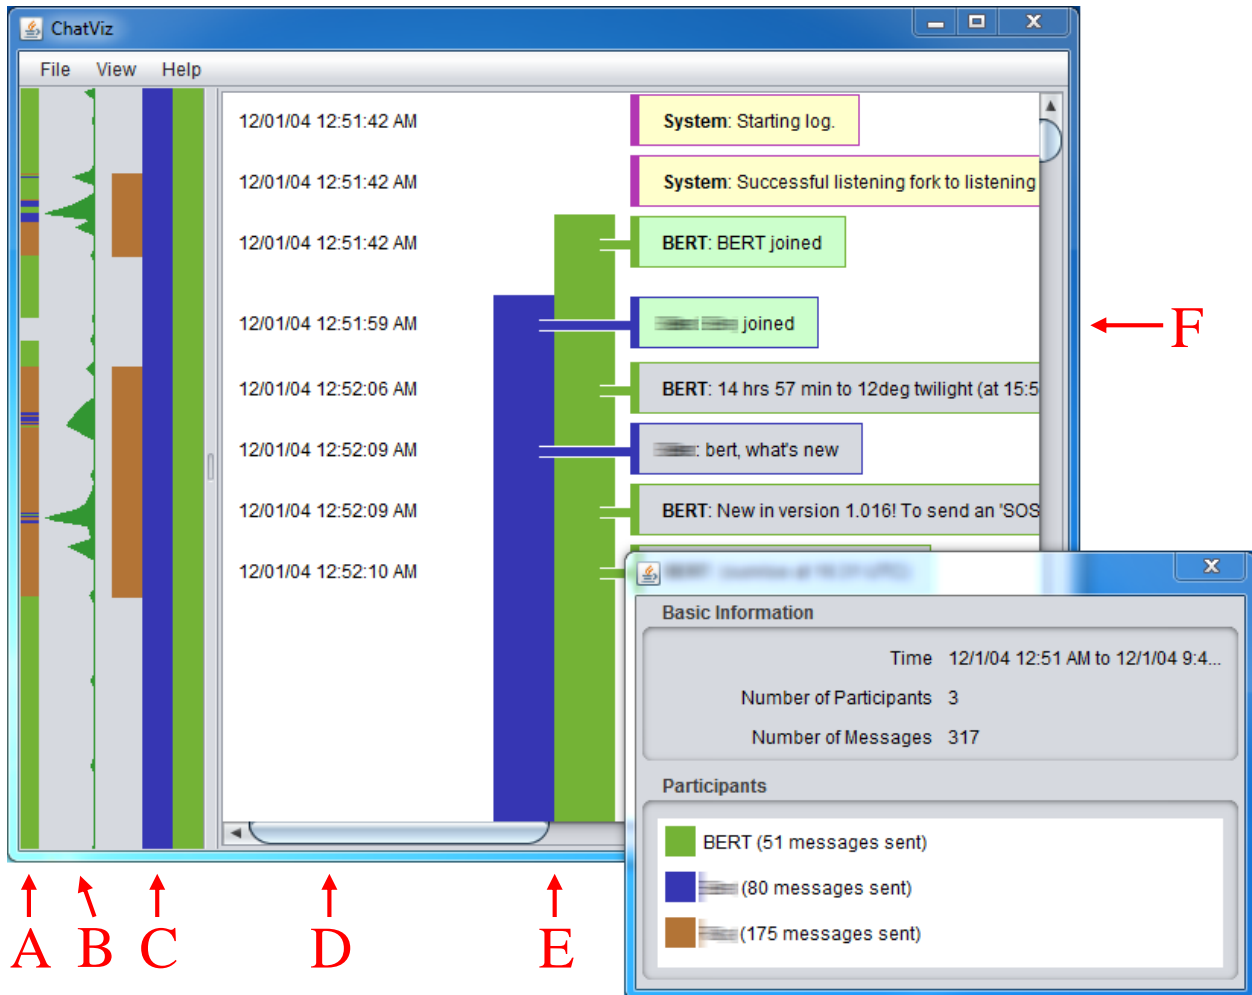 ChatViz
File View Help
12/01/04 12:51:42 AM System: Starting log.
12/01/04 12:51:42 AM System: Successful listening fork to listening
12/01/04 12:51:42 AM BERT: BERT joined
12/01/04 12:51:59 AM joined
12/01/04 12:52:06 AM BERT: 14 hrs 57 min to 12deg twilight (at 15:5
12/01/04 12:52:09 AM : bert, what's new
12/01/04 12:52:09 AM BERT: New in version 1.016! To send an 'SOS
12/01/04 12:52:10 AM
F
Basic Information
Time 12/1/04 12:51 AM to 12/1/04 9:4...
Number of Participants 3
Number of Messages 317
Participants
BERT (51 messages sent)
(80 messages sent)
(175 messages sent)
A B C D E